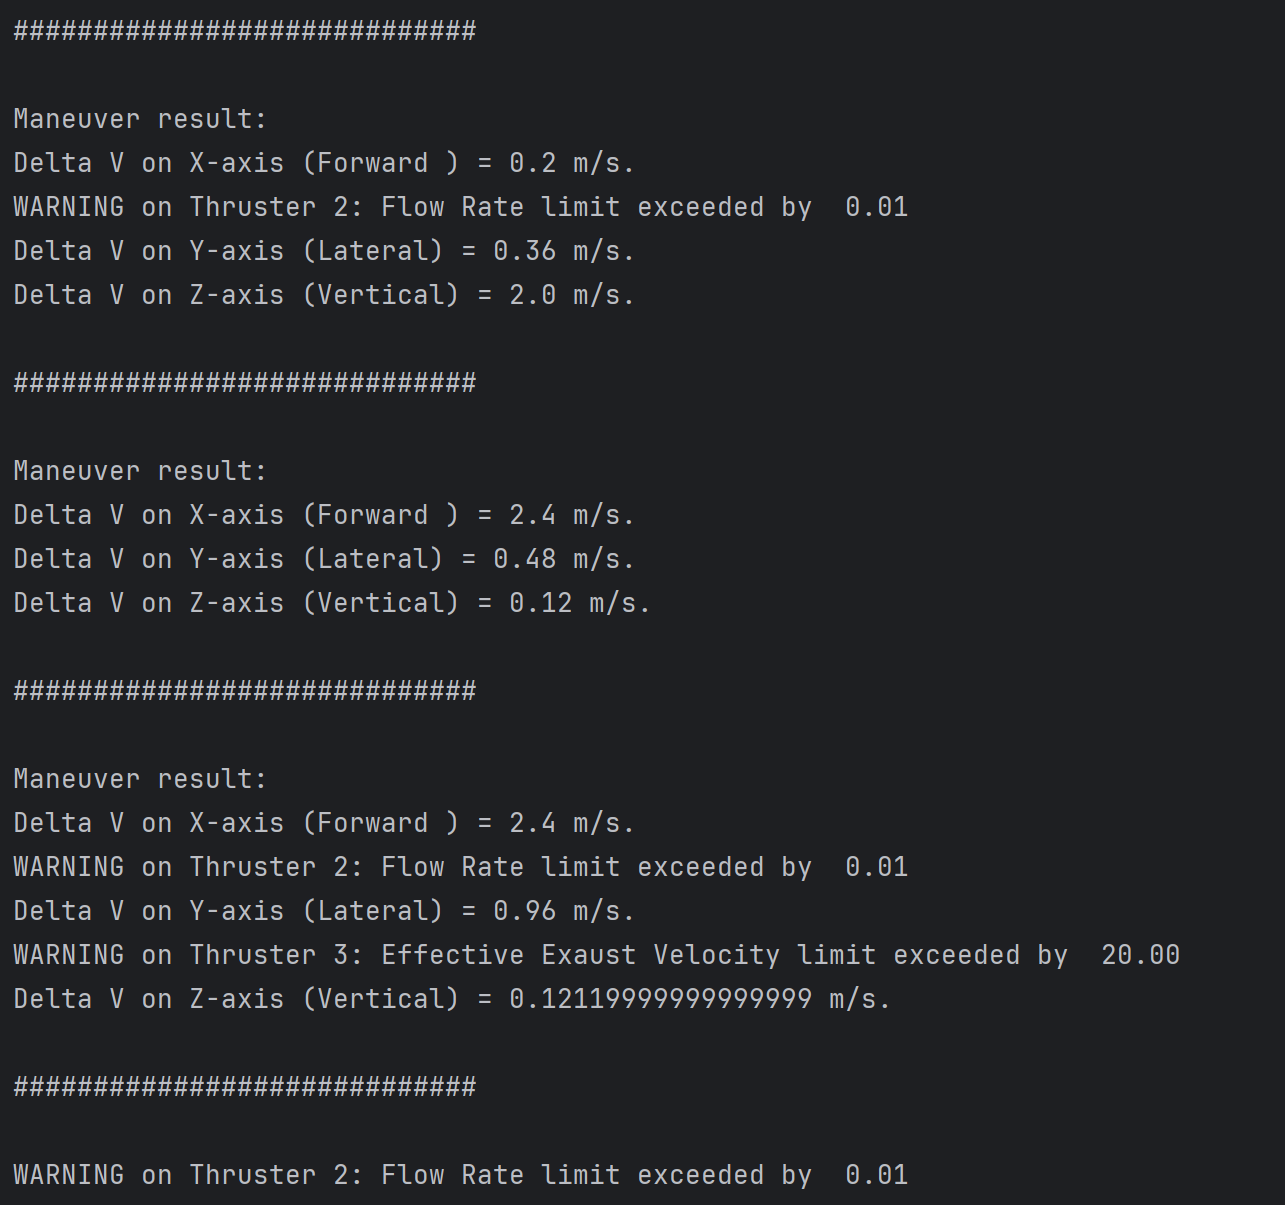 #############################
Maneuver result:
Delta V on X-axis (Forward ) = 0.2 m/s.
WARNING on Thruster 2: Flow Rate limit exceeded by  0.01
Delta V on Y-axis (Lateral) = 0.36 m/s.
Delta V on Z-axis (Vertical) = 2.0 m/s.
#############################
Maneuver result:
Delta V on X-axis (Forward ) = 2.4 m/s.
Delta V on Y-axis (Lateral) = 0.48 m/s.
Delta V on Z-axis (Vertical) = 0.12 m/s.
#############################
Maneuver result:
Delta V on X-axis (Forward ) = 2.4 m/s.
WARNING on Thruster 2: Flow Rate limit exceeded by  0.01
Delta V on Y-axis (Lateral) = 0.96 m/s.
WARNING on Thruster 3: Effective Exaust Velocity limit exceeded by  20.00
Delta V on Z-axis (Vertical) = 0.12119999999999999 m/s.
#############################
WARNING on Thruster 2: Flow Rate limit exceeded by  0.01